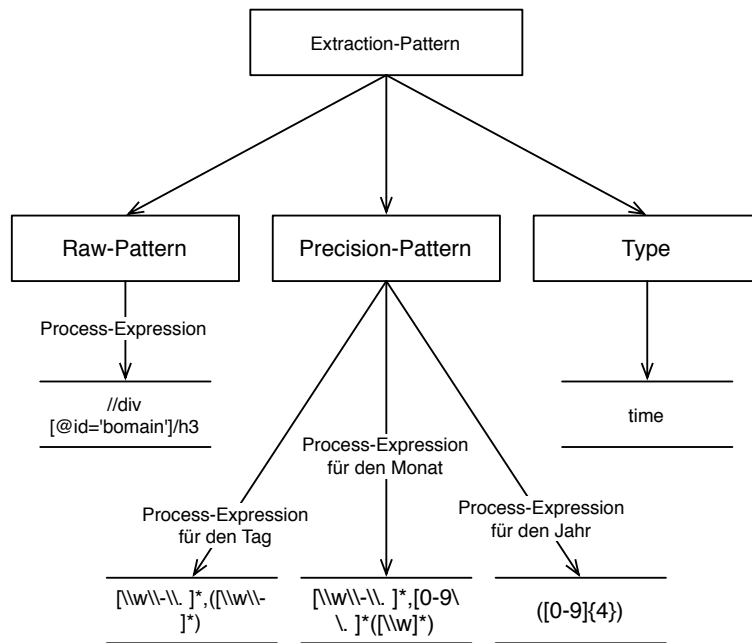 Extraction-Pattern
Raw-Pattern
Precision-Pattern
Type
Process-Expression
//div
[@id='bomain']/h3
time
Process-Expression
für den Monat
Process-Expression
für den Tag
Process-Expression
für den Jahr
[\\w\\-\\. ]*,([\\w\\-
]*)
[\\w\\-\\. ]*,[0-9\
\. ]*([\\w]*)
([0-9]{4})